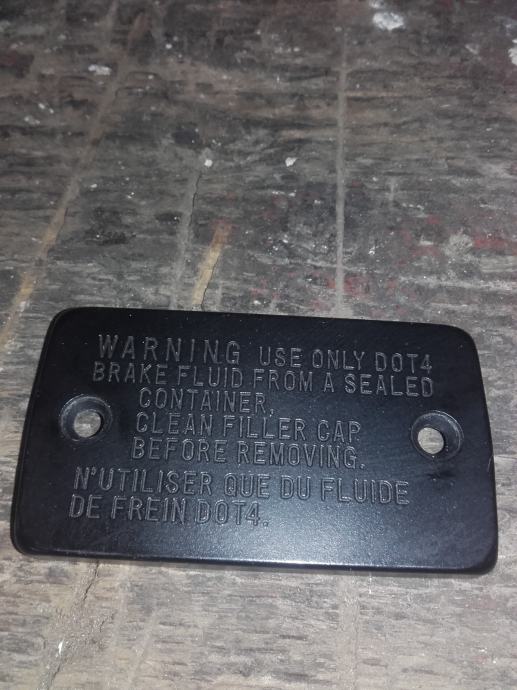 WARNING USE ONLY DOT4
BRAKE FLUID FROM A SEALED
CONTAINER,
CLEAN FILLER CAP
BEFORE REMOVING.
N'UTILISER QUE DU FLUIDE
DE FREIN DOT4.